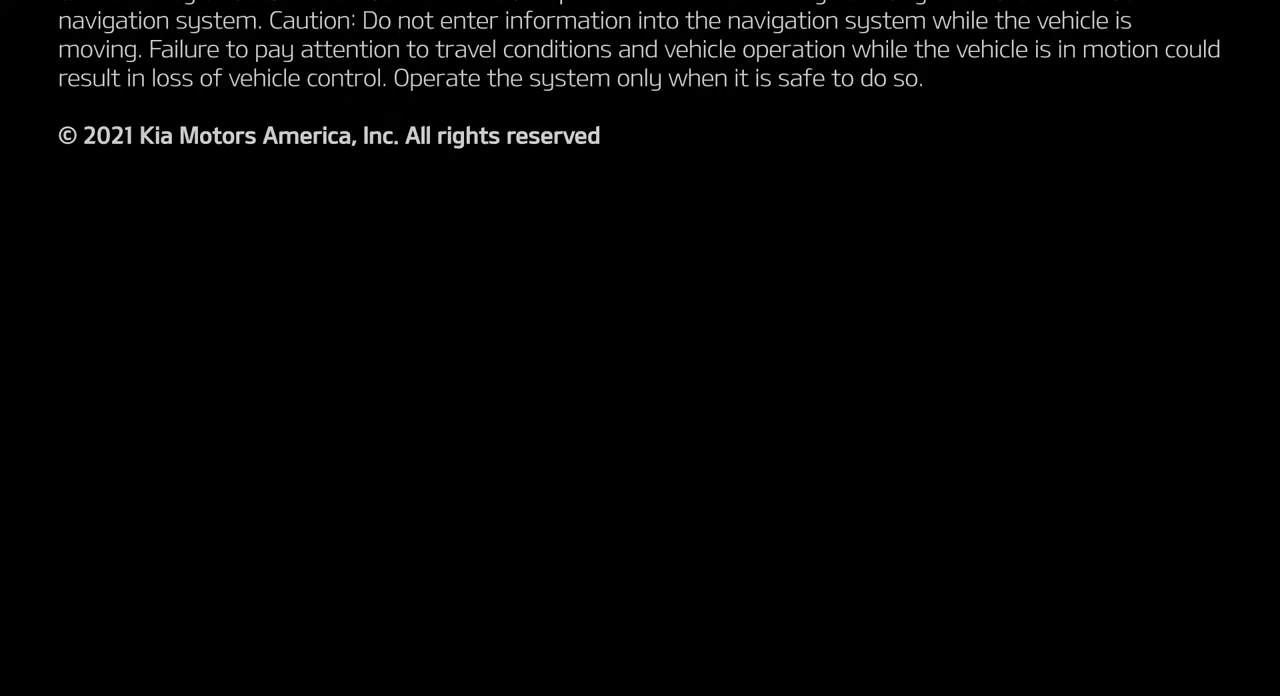 navigation system. Caution: Do not enter information into the navigation system while the vehicle is
moving. Failure to pay attention to travel conditions and vehicle operation while the vehicle is in motion could
result in loss of vehicle control. Operate the system only when it is safe to do so.
© 2021 Kia Motors America, Inc. All rights reserved